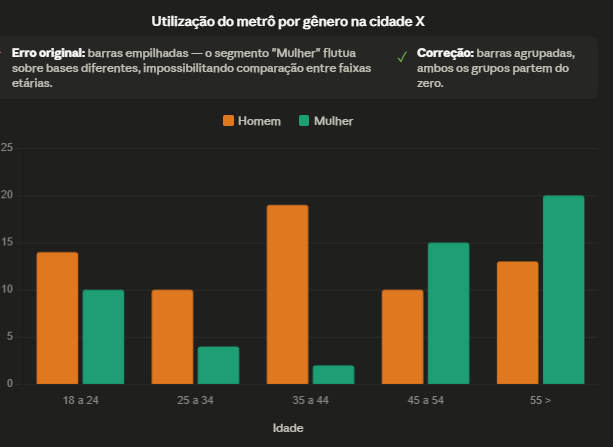 Utilização do metrô por gênero na cidade X
Erro original: barras empilhadas — o segmento "Mulher" flutua
sobre bases diferentes, impossibilitando comparação entre faixas
etárias.
✓ Correção: barras agrupadas,
ambos os grupos partem do
zero.
Homem Mulher
25
20
15
10
5
0
18 a 24 25 a 34 35 a 44 45 a 54 55 >
Idade